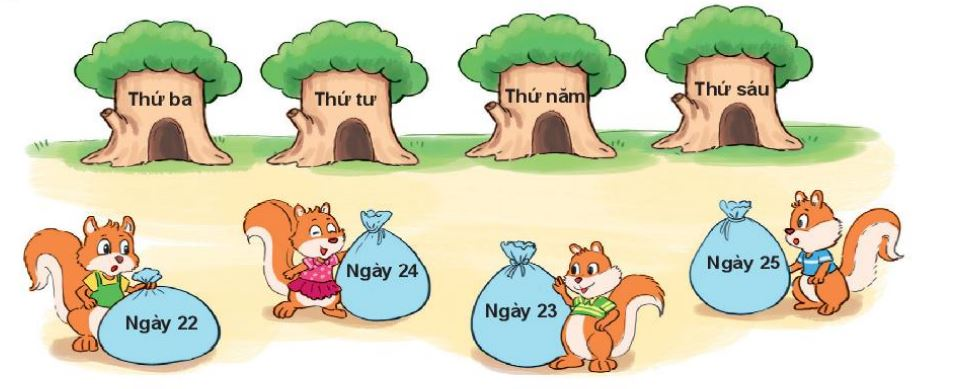 Thứ ba
Thứ tư
Thứ năm
Thứ sáu
Ngày 22
Ngày 24
Ngày 23
Ngày 25